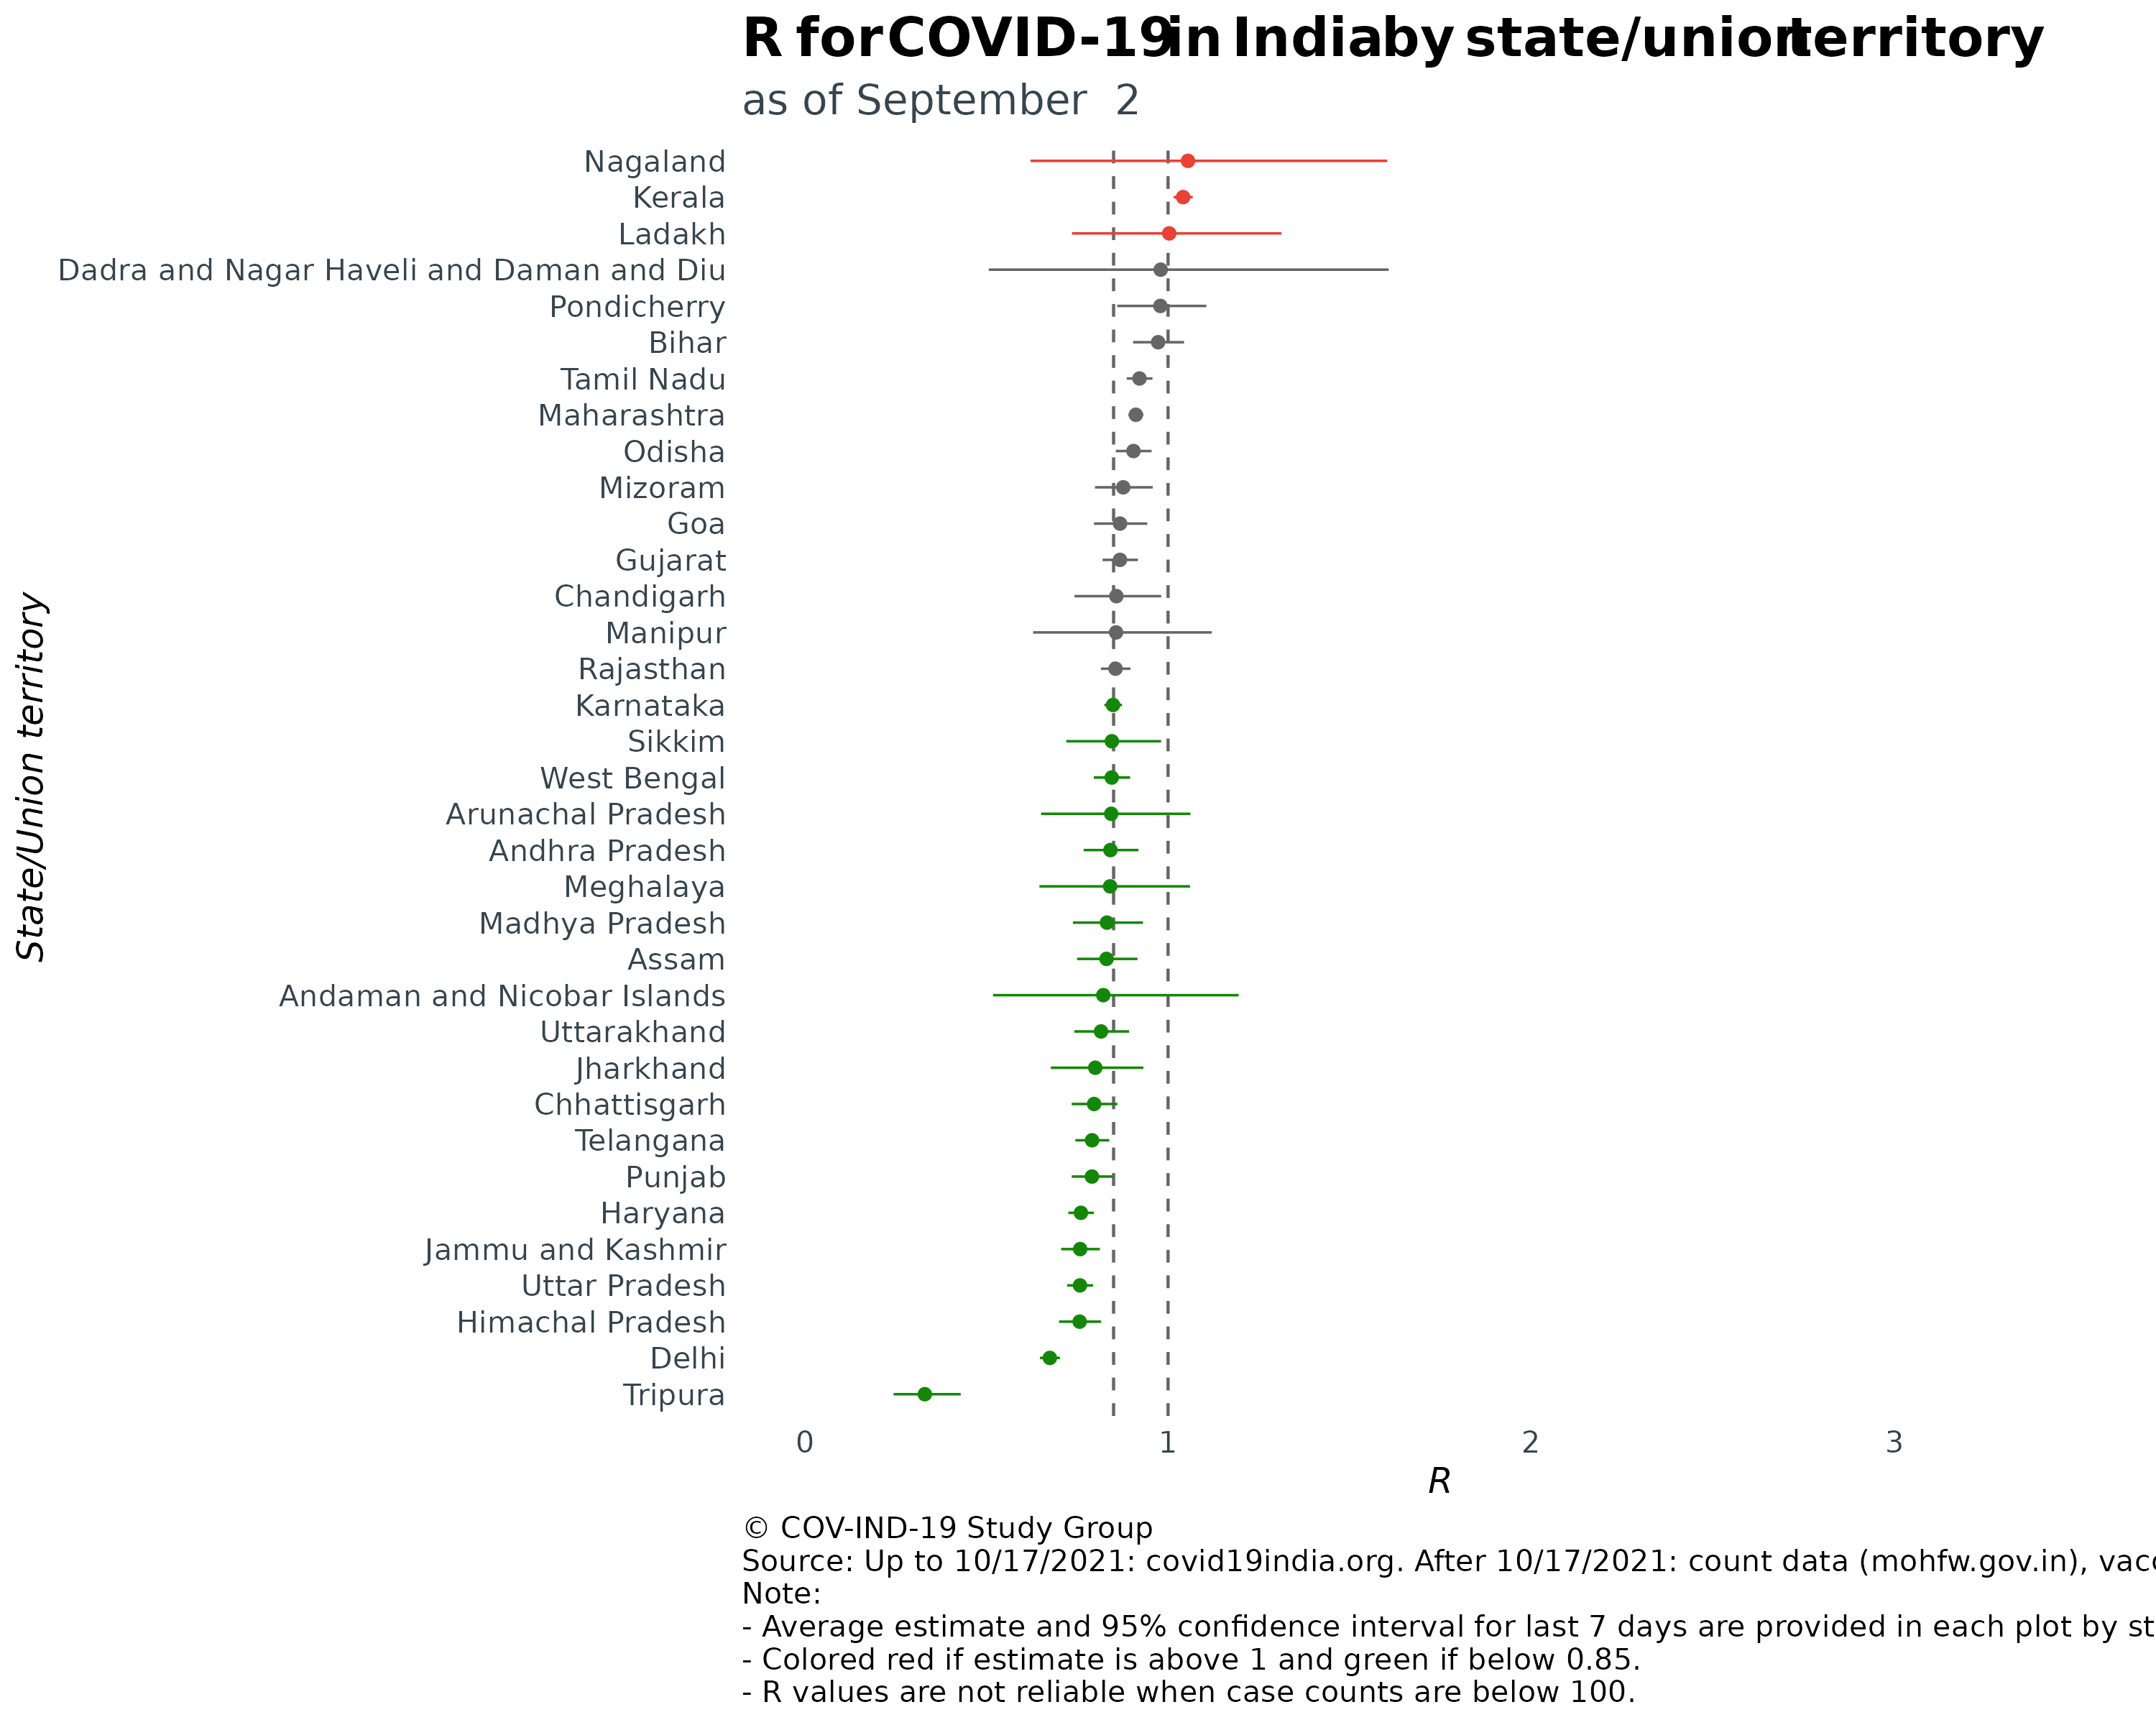 R for COVID-19 in India by state/union territory
as of September 2
Nagaland
Kerala
Ladakh
Dadra and Nagar Haveli and Daman and Diu
Pondicherry
Bihar
Tamil Nadu
Maharashtra
Odisha
Mizoram
Goa
Gujarat
Chandigarh
Manipur
Rajasthan
Karnataka
Sikkim
West Bengal
Arunachal Pradesh
Andhra Pradesh
Meghalaya
Madhya Pradesh
Assam
Andaman and Nicobar Islands
Uttarakhand
Jharkhand
Chhattisgarh
Telangana
Punjab
Haryana
Jammu and Kashmir
Uttar Pradesh
Himachal Pradesh
Delhi
Tripura
State/Union territory
0 1 2 3
R
© COV-IND-19 Study Group
Source: Up to 10/17/2021: covid19india.org. After 10/17/2021: count data (mohfw.gov.in),
Note:
- Average estimate and 95% confidence interval for last 7 days are provided in each plot by
- Colored red if estimate is above 1 and green if below 0.85.
- R values are not reliable when case counts are below 100.